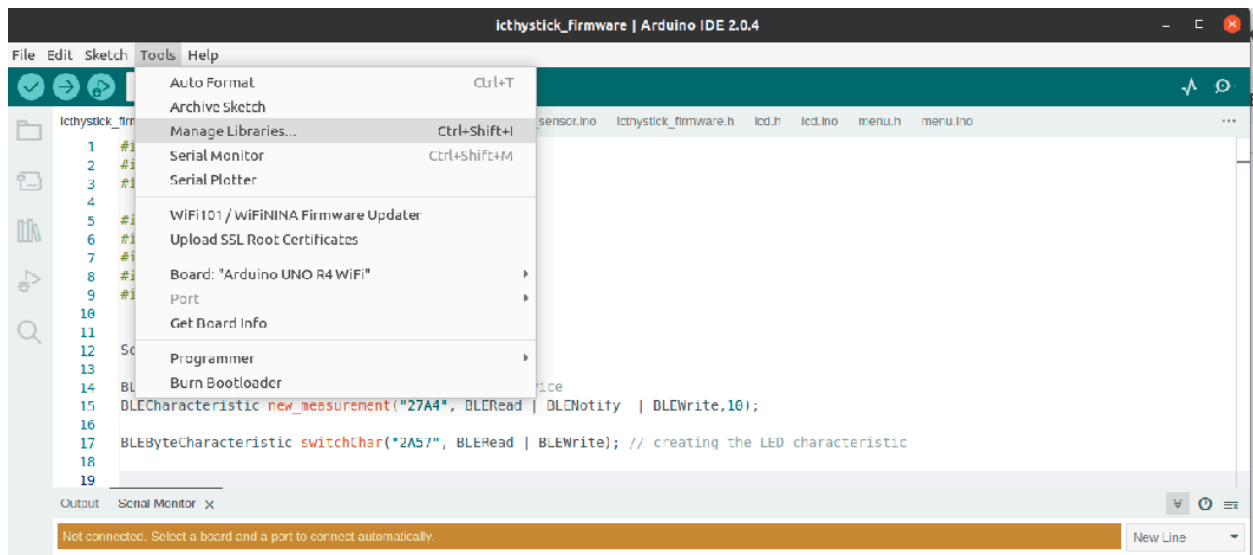 icthystick_firmware | Arduino IDE 2.0.4
File Edit Sketch Tools Help
Auto Format Ctrl+T
Archive Sketch
icthystick_firm sensor.ino icthystick_firmware.h lcd.h lcd.ino menu.h menu.ino ...
Manage Libraries... Ctrl+Shift+I
1 #i
Serial Monitor Ctrl+Shift+M
2 #i
Serial Plotter
3 #i
4
WiFi101 / WiFiNINA Firmware Updater
5 #i
Upload SSL Root Certificates
6 #i
7 #i
Board: "Arduino UNO R4 WiFi"
8 #i
Port
9 #i
10
Get Board Info
11
12 So
Programmer
13
Burn Bootloader
14 BL vice
15 BLECharacteristic new_measurement("27A4", BLERead | BLENotify | BLEWrite,10);
16
17 BLEByteCharacteristic switchChar("2A57", BLERead | BLEWrite); // creating the LED characteristic
18
19
Output Serial Monitor x
Not connected. Select a board and a port to connect automatically. New Line